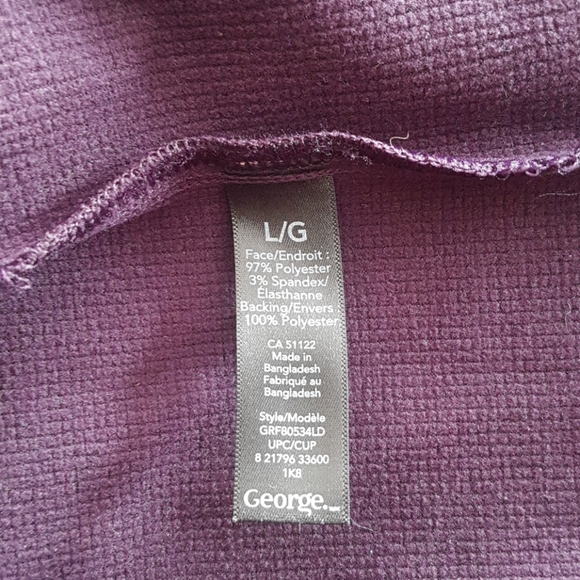 L/G
Face/Endroit :
97% Polyester
3% Spandex/
Élasthanne
Backing/Envers :
100% Polyester
CA 51122
Made in
Bangladesh
Fabriqué au
Bangladesh
Style/Modèle
GRF80534LD
UPC/CUP
8 21796 33600
1K8
George.